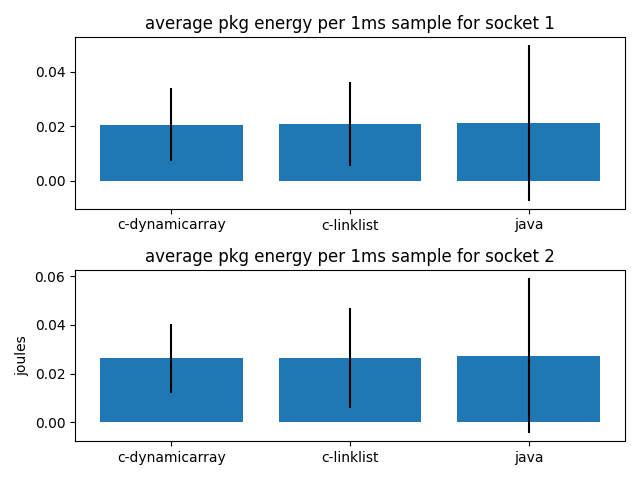 average pkg energy per 1ms sample for socket 1
0.04
0.02
0.00
c-dynamicarray c-linklist java
average pkg energy per 1ms sample for socket 2
0.06
0.04
0.02
0.00
joules
c-dynamicarray c-linklist java